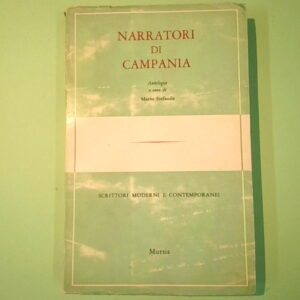 NARRATORI
DI
CAMPANIA
Antologia
a cura di
Mario Stefanile
SCRITTORI MODERNI E CONTEMPORANEI
Mursia